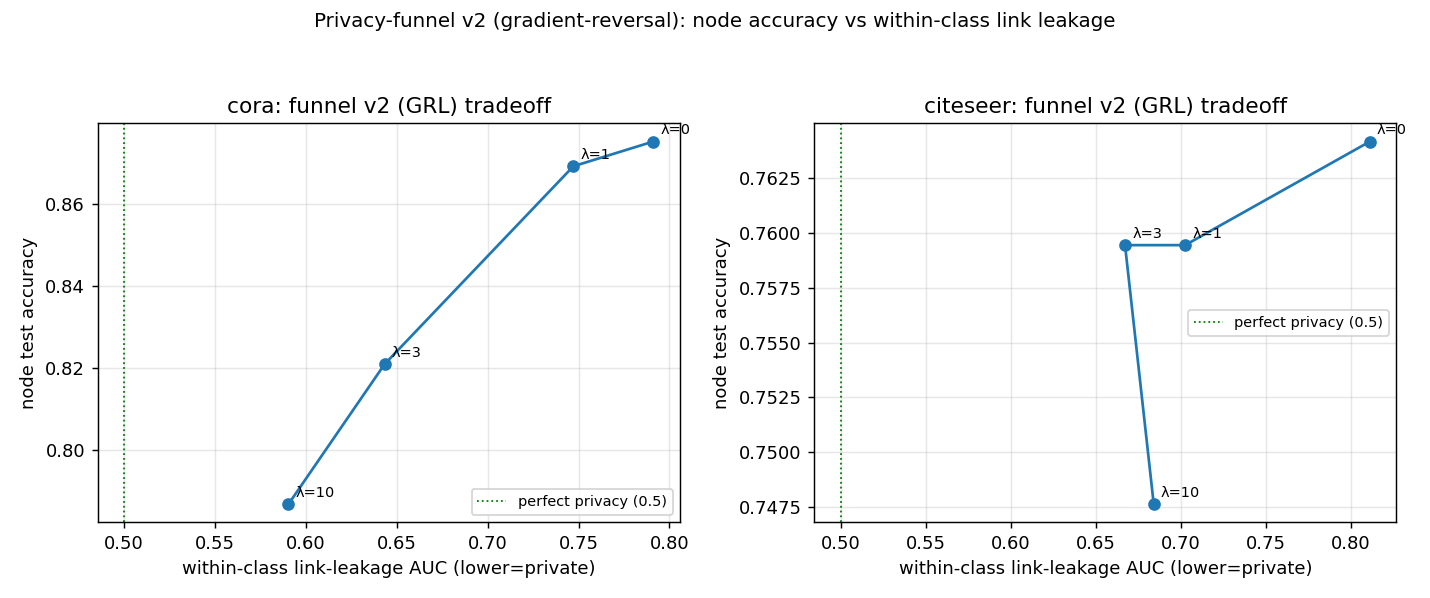 Privacy-funnel v2 (gradient-reversal): node accuracy vs within-class link leakage
cora: funnel v2 (GRL) tradeoff
node test accuracy
0.86
0.84
0.82
0.80
λ=0
λ=1
λ=3
λ=10
perfect privacy (0.5)
0.50 0.55 0.60 0.65 0.70 0.75 0.80
within-class link-leakage AUC (lower=private)
citeseer: funnel v2 (GRL) tradeoff
node test accuracy
0.7625
0.7600
0.7575
0.7550
0.7525
0.7500
0.7475
λ=0
λ=3 λ=1
perfect privacy (0.5)
λ=10
0.50 0.55 0.60 0.65 0.70 0.75 0.80
within-class link-leakage AUC (lower=private)